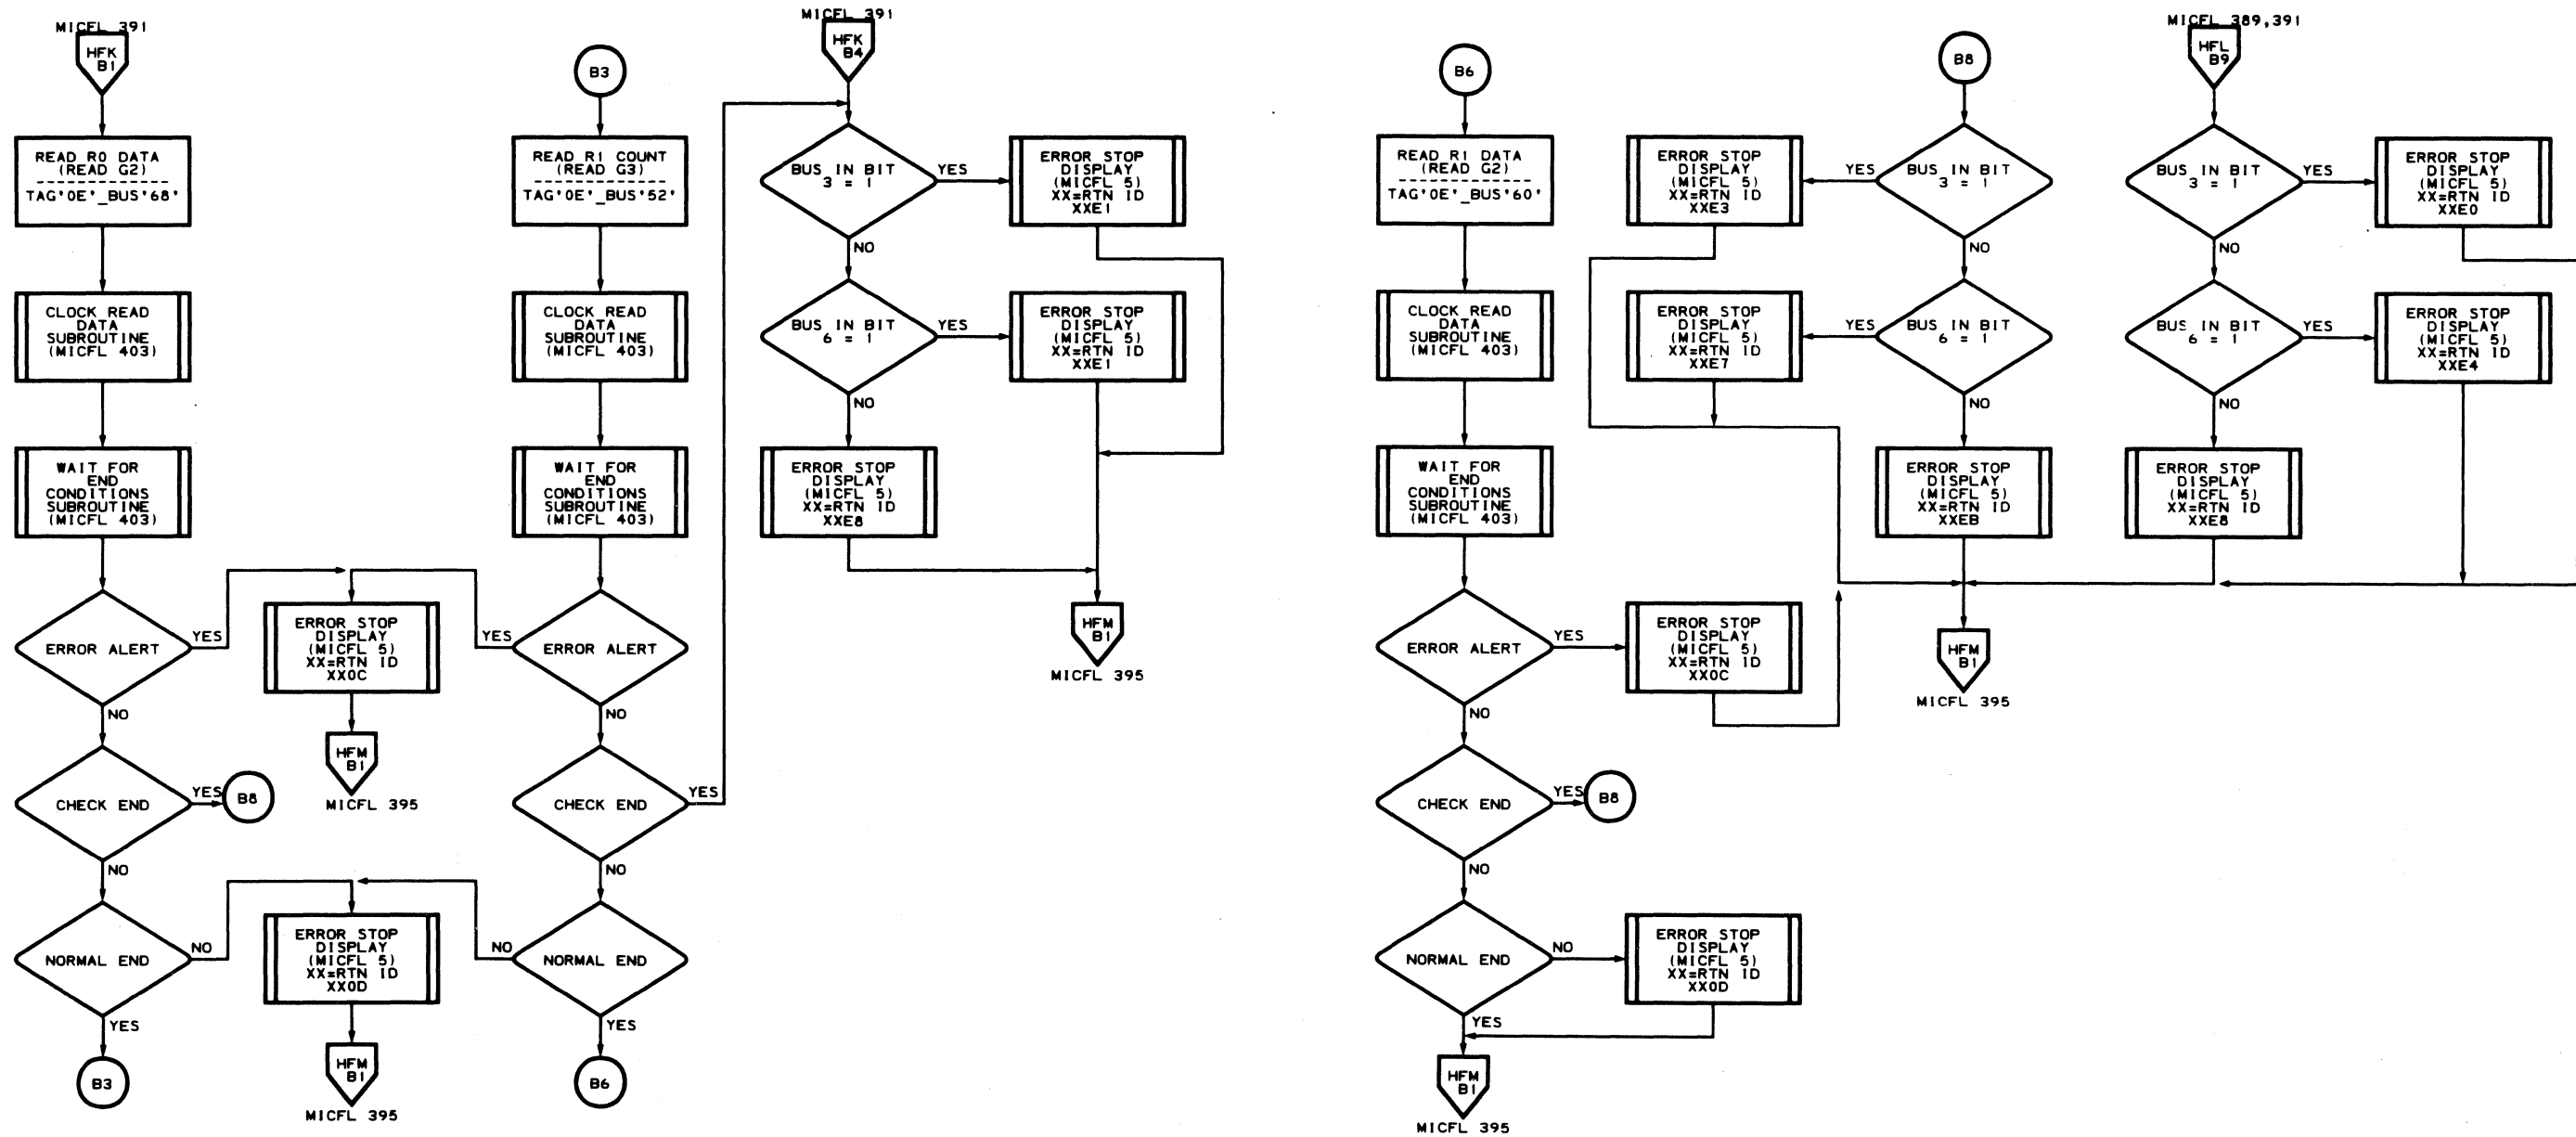 MICFL 391
HFK
B1
READ R0 DATA
(READ G2)
---------------
TAG'0E'_BUS'68'
CLOCK READ
DATA
SUBROUTINE
(MICFL 403)
WAIT FOR
END
CONDITIONS
SUBROUTINE
(MICFL 403)
ERROR ALERT
YES
NO
CHECK END
YES
B8
NO
NORMAL END
NO
YES
B3
ERROR STOP
DISPLAY
(MICFL 5)
XX=RTN ID
XX0C
HFM
B1
MICFL 395
ERROR STOP
DISPLAY
(MICFL 5)
XX=RTN ID
XX0D
HFM
B1
MICFL 395
B3
READ R1 COUNT
(READ G3)
---------------
TAG'0E'_BUS'52'
CLOCK READ
DATA
SUBROUTINE
(MICFL 403)
WAIT FOR
END
CONDITIONS
SUBROUTINE
(MICFL 403)
YES
ERROR ALERT
NO
CHECK END
YES
NO
NO
NORMAL END
YES
B6
MICFL 391
HFK
B4
BUS IN BIT
3 = 1
YES
NO
ERROR STOP
DISPLAY
(MICFL 5)
XX=RTN ID
XXE1
BUS IN BIT
6 = 1
YES
NO
ERROR STOP
DISPLAY
(MICFL 5)
XX=RTN ID
XXE1
ERROR STOP
DISPLAY
(MICFL 5)
XX=RTN ID
XXE8
HFM
B1
MICFL 395
B6
READ R1 DATA
(READ G2)
---------------
TAG'0E'_BUS'60'
CLOCK READ
DATA
SUBROUTINE
(MICFL 403)
WAIT FOR
END
CONDITIONS
SUBROUTINE
(MICFL 403)
ERROR ALERT
YES
NO
ERROR STOP
DISPLAY
(MICFL 5)
XX=RTN ID
XX0C
CHECK END
YES
B8
NO
NORMAL END
NO
YES
ERROR STOP
DISPLAY
(MICFL 5)
XX=RTN ID
XX0D
HFM
B1
MICFL 395
B8
BUS IN BIT
3 = 1
YES
NO
ERROR STOP
DISPLAY
(MICFL 5)
XX=RTN ID
XXE3
BUS IN BIT
6 = 1
YES
NO
ERROR STOP
DISPLAY
(MICFL 5)
XX=RTN ID
XXE7
ERROR STOP
DISPLAY
(MICFL 5)
XX=RTN ID
XXEB
HFM
B1
MICFL 395
MICFL 389,391
HFL
B9
BUS IN BIT
3 = 1
YES
NO
ERROR STOP
DISPLAY
(MICFL 5)
XX=RTN ID
XXE0
BUS IN BIT
6 = 1
YES
NO
ERROR STOP
DISPLAY
(MICFL 5)
XX=RTN ID
XXE4
ERROR STOP
DISPLAY
(MICFL 5)
XX=RTN ID
XXE8